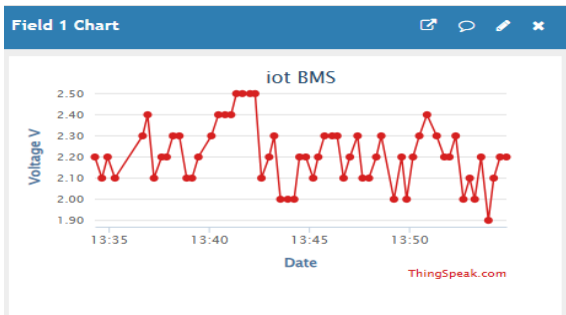 Field 1 Chart
iot BMS
Voltage V
2.50
2.40
2.30
2.20
2.10
2.00
1.90
13:35 13:40 13:45 13:50
Date
ThingSpeak.com